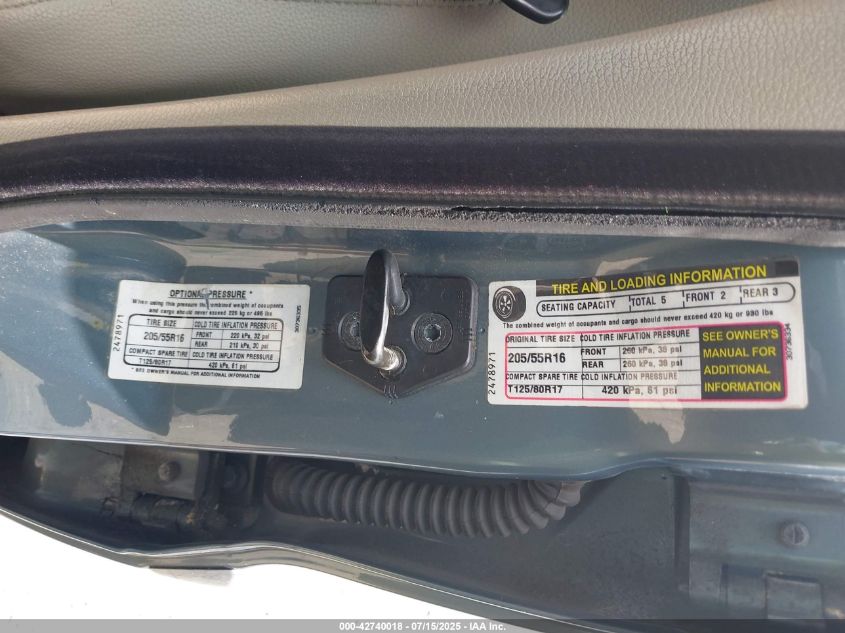 OPTIONAL PRESSURE *
When using this pressure the combined weight of occupants
and cargo should never exceed 225 kg or 495 lbs
TIRE SIZE COLD TIRE INFLATION PRESSURE
205/55R16 FRONT 220 kPa, 32 psi
REAR 210 kPa, 30 psi
COMPACT SPARE TIRE COLD TIRE INFLATION PRESSURE
T125/80R17 420 kPa, 61 psi
* SEE OWNER'S MANUAL FOR ADDITIONAL INFORMATION
2478971
30736335
TIRE AND LOADING INFORMATION
SEATING CAPACITY TOTAL 5 FRONT 2 REAR 3
The combined weight of occupants and cargo should never exceed 420 kg or 930 lbs
ORIGINAL TIRE SIZE COLD TIRE INFLATION PRESSURE
205/55R16 FRONT 260 kPa, 38 psi
REAR 260 kPa, 38 psi
COMPACT SPARE TIRE COLD INFLATION PRESSURE
T125/80R17 420 kPa, 61 psi
SEE OWNER'S
MANUAL FOR
ADDITIONAL
INFORMATION
2478971
30736334
000-42740018 - 07/15/2025 - IAA Inc.